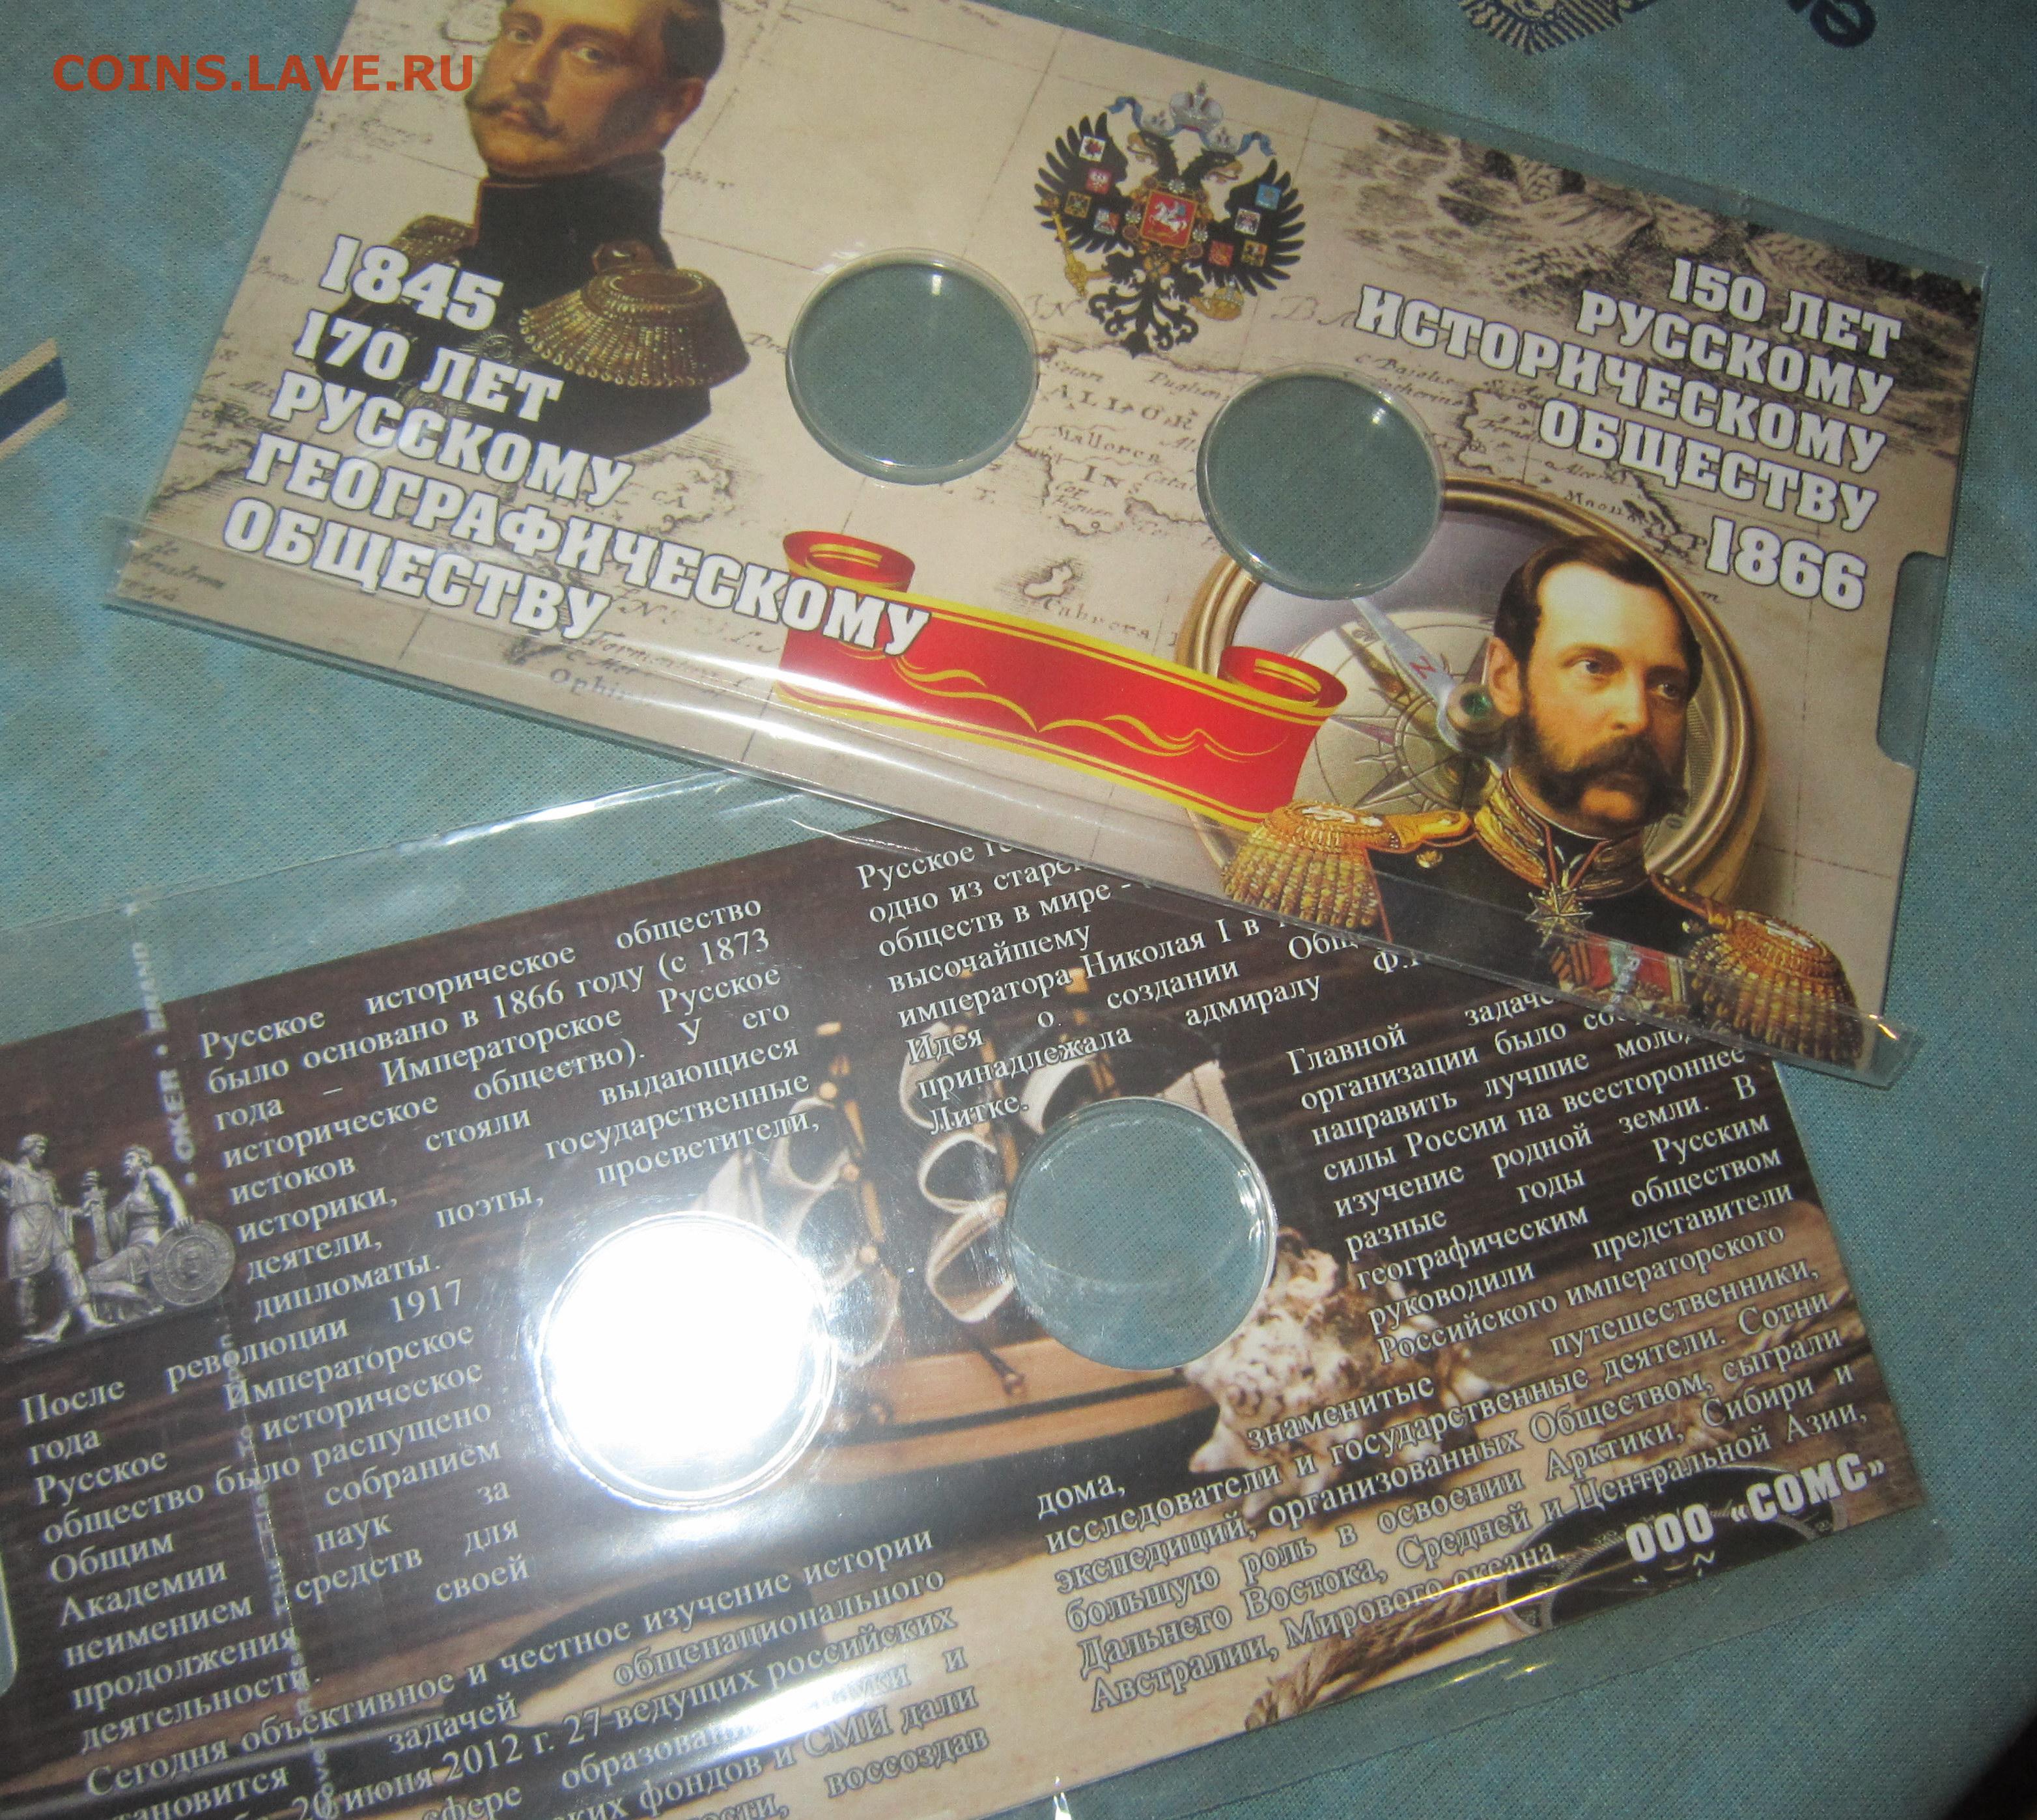 COINS.LAVE.RU
1845
170 ЛЕТ
РУССКОМУ
ГЕОГРАФИЧЕСКОМУ
ОБЩЕСТВУ
150 ЛЕТ
РУССКОМУ
ИСТОРИЧЕСКОМУ
ОБЩЕСТВУ
1866
Mallorca
Cabrera
Русское историческое общество
было основано в 1866 году (с 1873
года – Императорское Русское
историческое общество). У его
истоков стояли выдающиеся
историки, государственные
деятели, поэты, просветители,
дипломаты.
После революции 1917
года Императорское
Русское историческое
общество было распущено
Общим собранием
Академии наук за
неимением средств для
продолжения своей
деятельности.
Сегодня объективное и честное изучение истории
становится задачей общенационального
20 июня 2012 г. 27 ведущих российских
сфере науки и
фондов и СМИ дали
воссоздав
Русское
одно из
обществ в мире -
высочайшему
императора Николая I в
Идея о создании
принадлежала адмиралу
Литке.
Главной
организации было
направить лучшие
силы России на всестороннее
изучение родной земли. В
разные годы Русским
географическим обществом
руководили представители
Российского императорского
дома, знаменитые путешественники,
исследователи и государственные деятели. Сотни
экспедиций, организованных Обществом, сыграли
большую роль в освоении Арктики, Сибири и
Дальнего Востока, Средней и Центральной Азии,
Австралии, Мирового океана.
ООО «СОМС»
OKER • BRAND